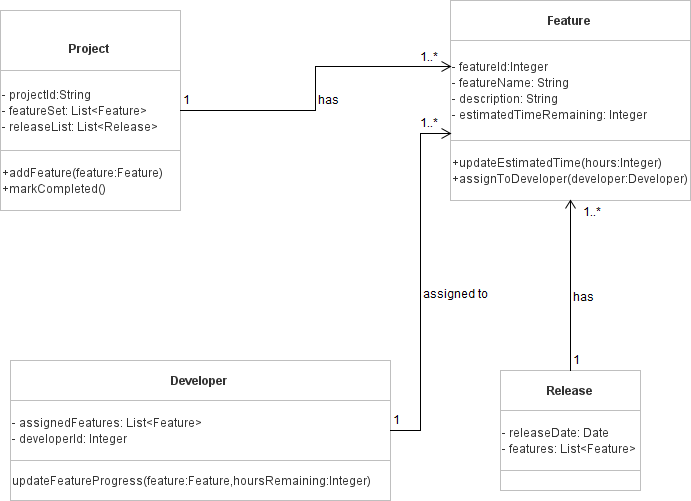 Project
- projectId:String
- featureSet: List<Feature>
- releaseList: List<Release>
+addFeature(feature:Feature)
+markCompleted()
1
has
1..*
Feature
- featureId:Integer
- featureName: String
- description: String
- estimatedTimeRemaining: Integer
+updateEstimatedTime(hours:Integer)
+assignToDeveloper(developer:Developer)
1..*
assigned to
1
1..*
has
1
Developer
- assignedFeatures: List<Feature>
- developerId: Integer
updateFeatureProgress(feature:Feature,hoursRemaining:Integer)
Release
- releaseDate: Date
- features: List<Feature>